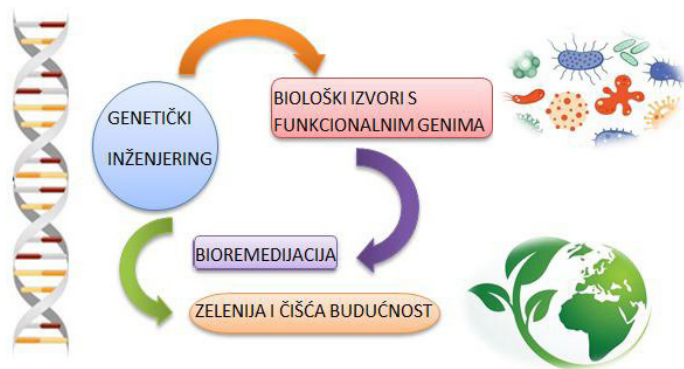 GENETIČKI
INŽENJERING
BIOLOŠKI IZVORI S
FUNKCIONALNIM GENIMA
BIOREMEDIJACIJA
ZELENIJA I ČIŠĆA BUDUĆNOST